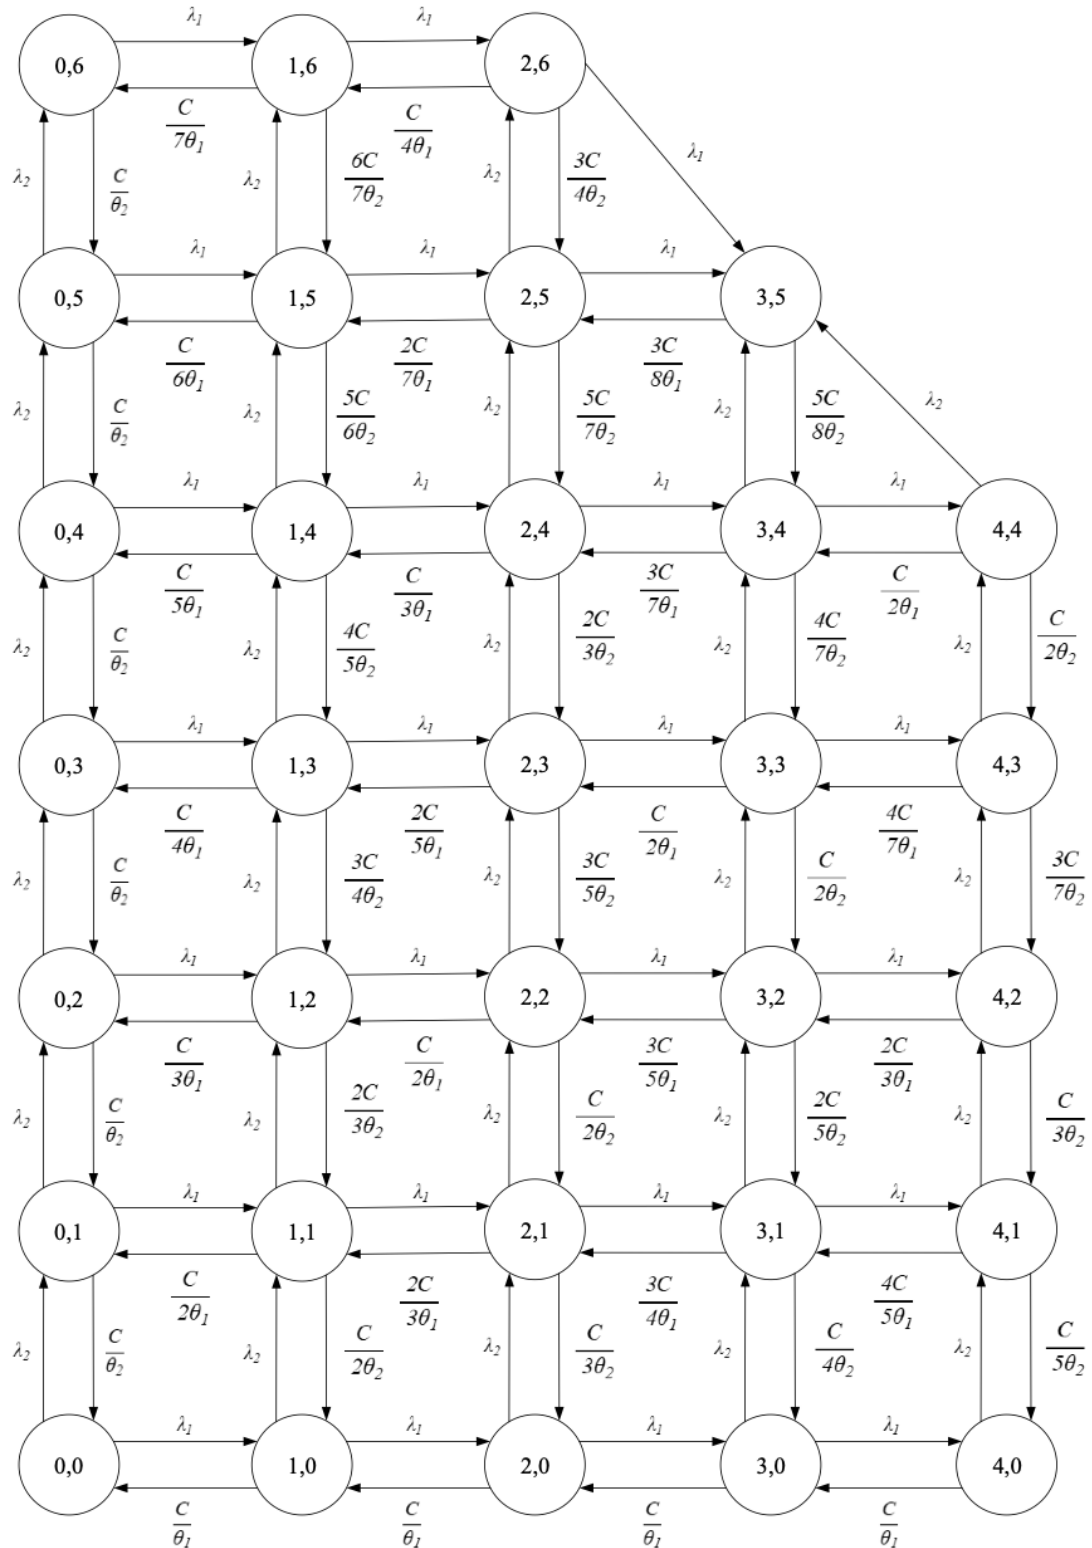 λ₁ λ₁
0,6 1,6 2,6
C/7θ₁ C/4θ₁ λ₁
λ₂ C/θ₂ λ₂ 6C/7θ₂ λ₂ 3C/4θ₂
λ₁ λ₁ λ₁
0,5 1,5 2,5 3,5
C/6θ₁ 2C/7θ₁ 3C/8θ₁
λ₂ C/θ₂ λ₂ 5C/6θ₂ λ₂ 5C/7θ₂ λ₂ 5C/8θ₂ λ₂
λ₁ λ₁ λ₁ λ₁
0,4 1,4 2,4 3,4 4,4
C/5θ₁ C/3θ₁ 3C/7θ₁ C/2θ₁
λ₂ C/θ₂ λ₂ 4C/5θ₂ λ₂ 2C/3θ₂ λ₂ 4C/7θ₂ λ₂ C/2θ₂
λ₁ λ₁ λ₁ λ₁
0,3 1,3 2,3 3,3 4,3
C/4θ₁ 2C/5θ₁ C/2θ₁ 4C/7θ₁
λ₂ C/θ₂ λ₂ 3C/4θ₂ λ₂ 3C/5θ₂ λ₂ C/2θ₂ λ₂ 3C/7θ₂
λ₁ λ₁ λ₁ λ₁
0,2 1,2 2,2 3,2 4,2
C/3θ₁ C/2θ₁ 3C/5θ₁ 2C/3θ₁
λ₂ C/θ₂ λ₂ 2C/3θ₂ λ₂ C/2θ₂ λ₂ 2C/5θ₂ λ₂ C/3θ₂
λ₁ λ₁ λ₁ λ₁
0,1 1,1 2,1 3,1 4,1
C/2θ₁ 2C/3θ₁ 3C/4θ₁ 4C/5θ₁
λ₂ C/θ₂ λ₂ C/2θ₂ λ₂ C/3θ₂ λ₂ C/4θ₂ λ₂ C/5θ₂
λ₁ λ₁ λ₁ λ₁
0,0 1,0 2,0 3,0 4,0
C/θ₁ C/θ₁ C/θ₁ C/θ₁